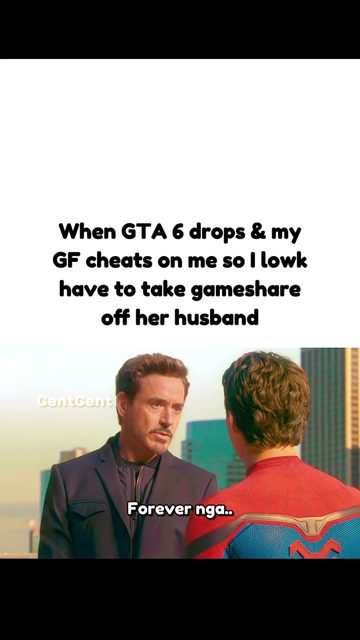 When GTA 6 drops & my
GF cheats on me so I lowk
have to take gameshare
off her husband
CentCent
Forever nga..